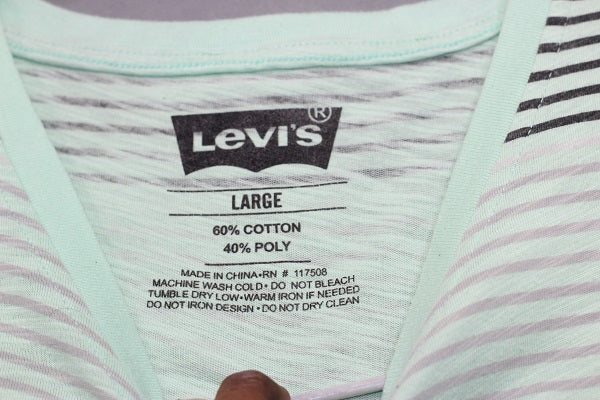 Levi's®
LARGE
60% COTTON
40% POLY
MADE IN CHINA•RN # 117508
MACHINE WASH COLD • DO NOT BLEACH
TUMBLE DRY LOW•WARM IRON IF NEEDED
DO NOT IRON DESIGN • DO NOT DRY CLEAN